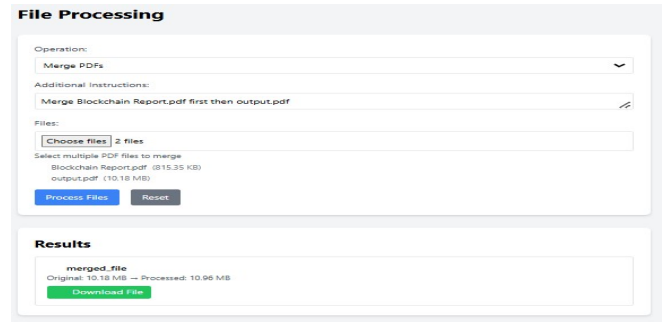 File Processing
Operation:
Merge PDFs
Additional Instructions:
Merge Blockchain Report.pdf first then output.pdf
Files:
Choose files 2 files
Select multiple PDF files to merge
Blockchain Report.pdf (815.35 KB)
output.pdf (10.18 MB)
Process Files Reset
Results
merged_file
Original: 10.18 MB → Processed: 10.96 MB
Download File